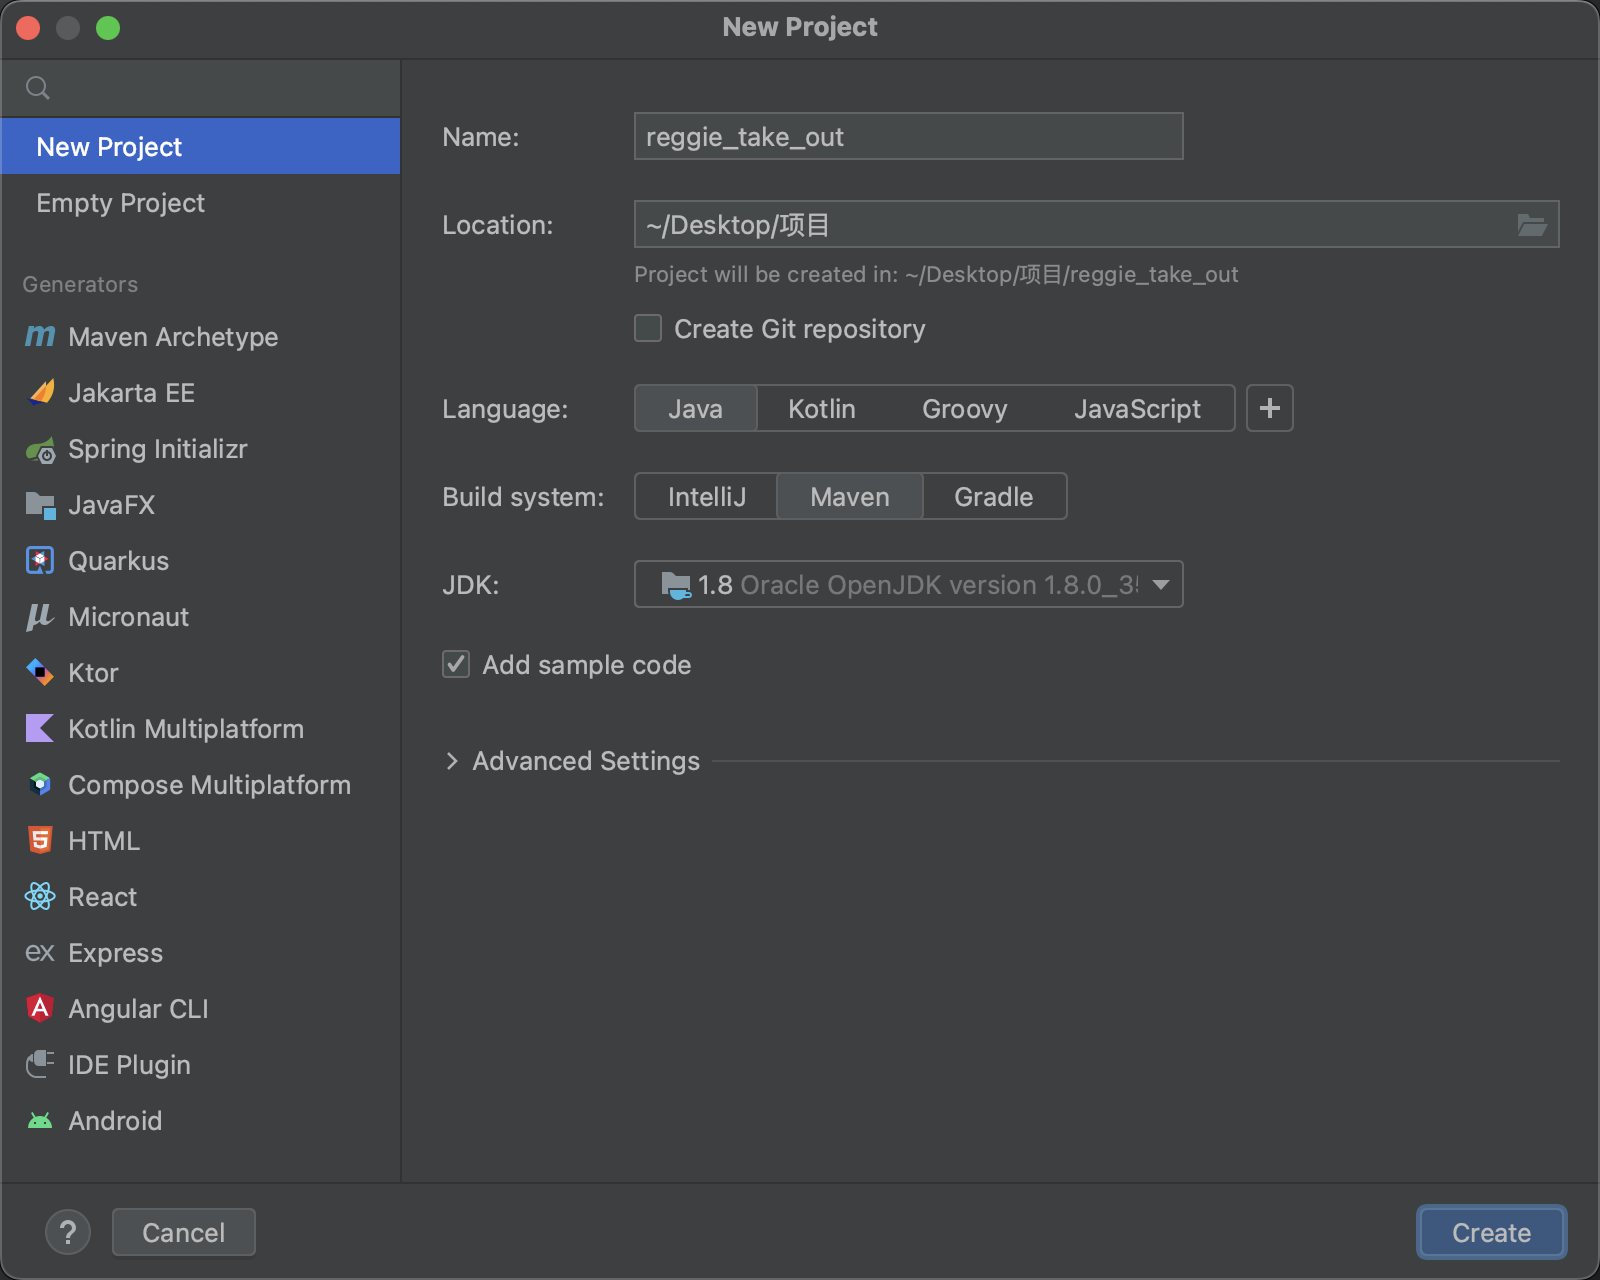 New Project
New Project
Empty Project
Generators
Maven Archetype
Jakarta EE
Spring Initializr
JavaFX
Quarkus
Micronaut
Ktor
Kotlin Multiplatform
Compose Multiplatform
HTML
React
ex Express
Angular CLI
IDE Plugin
Android
Name: reggie_take_out
Location: ~/Desktop/项目
Project will be created in: ~/Desktop/项目/reggie_take_out
Create Git repository
Language: Java Kotlin Groovy JavaScript +
Build system: IntelliJ Maven Gradle
JDK: 1.8 Oracle OpenJDK version 1.8.0_3
Add sample code
Advanced Settings
? Cancel Create